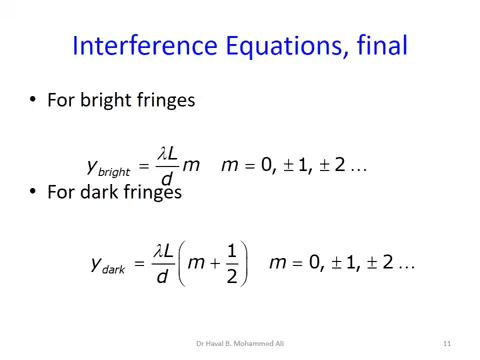 Interference Equations, final
• For bright fringes
y_bright = λL/d m   m = 0, ± 1, ± 2 …
• For dark fringes
y_dark = λL/d (m + 1/2)   m = 0, ± 1, ± 2 …
Dr Haval B. Mohammed Ali
11